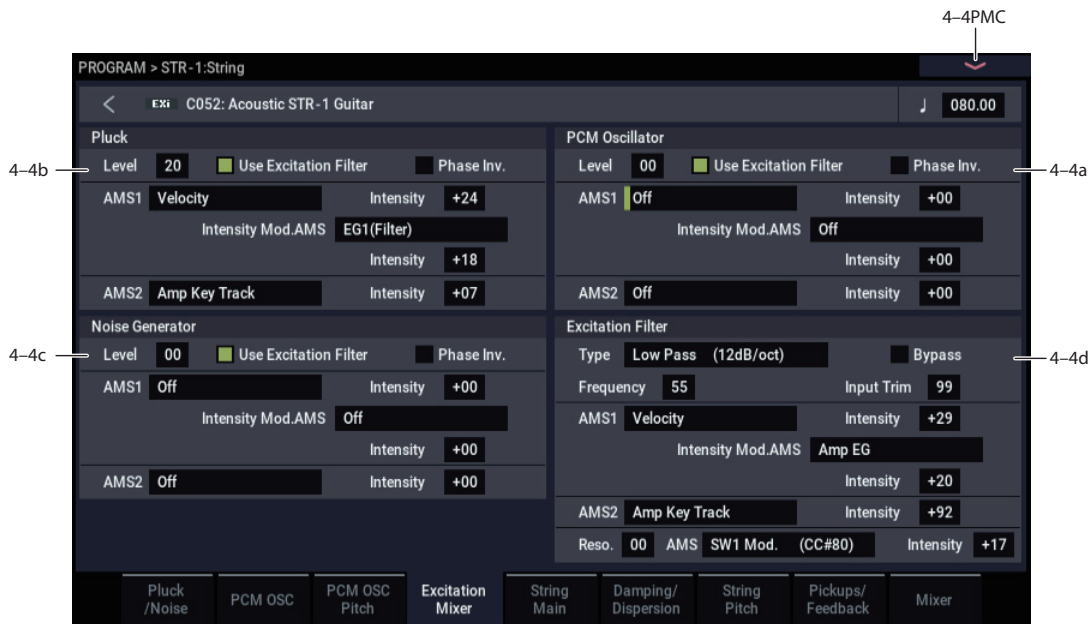 4–4PMC
PROGRAM > STR-1:String
EXi C052: Acoustic STR-1 Guitar
♩ 080.00
Pluck
4–4b
Level 20 Use Excitation Filter Phase Inv.
AMS1 Velocity Intensity +24
Intensity Mod.AMS EG1(Filter)
Intensity +18
AMS2 Amp Key Track Intensity +07
PCM Oscillator
Level 00 Use Excitation Filter Phase Inv.
4–4a
AMS1 Off Intensity +00
Intensity Mod.AMS Off
Intensity +00
AMS2 Off Intensity +00
Noise Generator
4–4c
Level 00 Use Excitation Filter Phase Inv.
AMS1 Off Intensity +00
Intensity Mod.AMS Off
Intensity +00
AMS2 Off Intensity +00
Excitation Filter
Type Low Pass (12dB/oct) Bypass
4–4d
Frequency 55 Input Trim 99
AMS1 Velocity Intensity +29
Intensity Mod.AMS Amp EG
Intensity +20
AMS2 Amp Key Track Intensity +92
Reso. 00 AMS SW1 Mod. (CC#80) Intensity +17
Pluck
/Noise
PCM OSC
PCM OSC
Pitch
Excitation
Mixer
String
Main
Damping/
Dispersion
String
Pitch
Pickups/
Feedback
Mixer